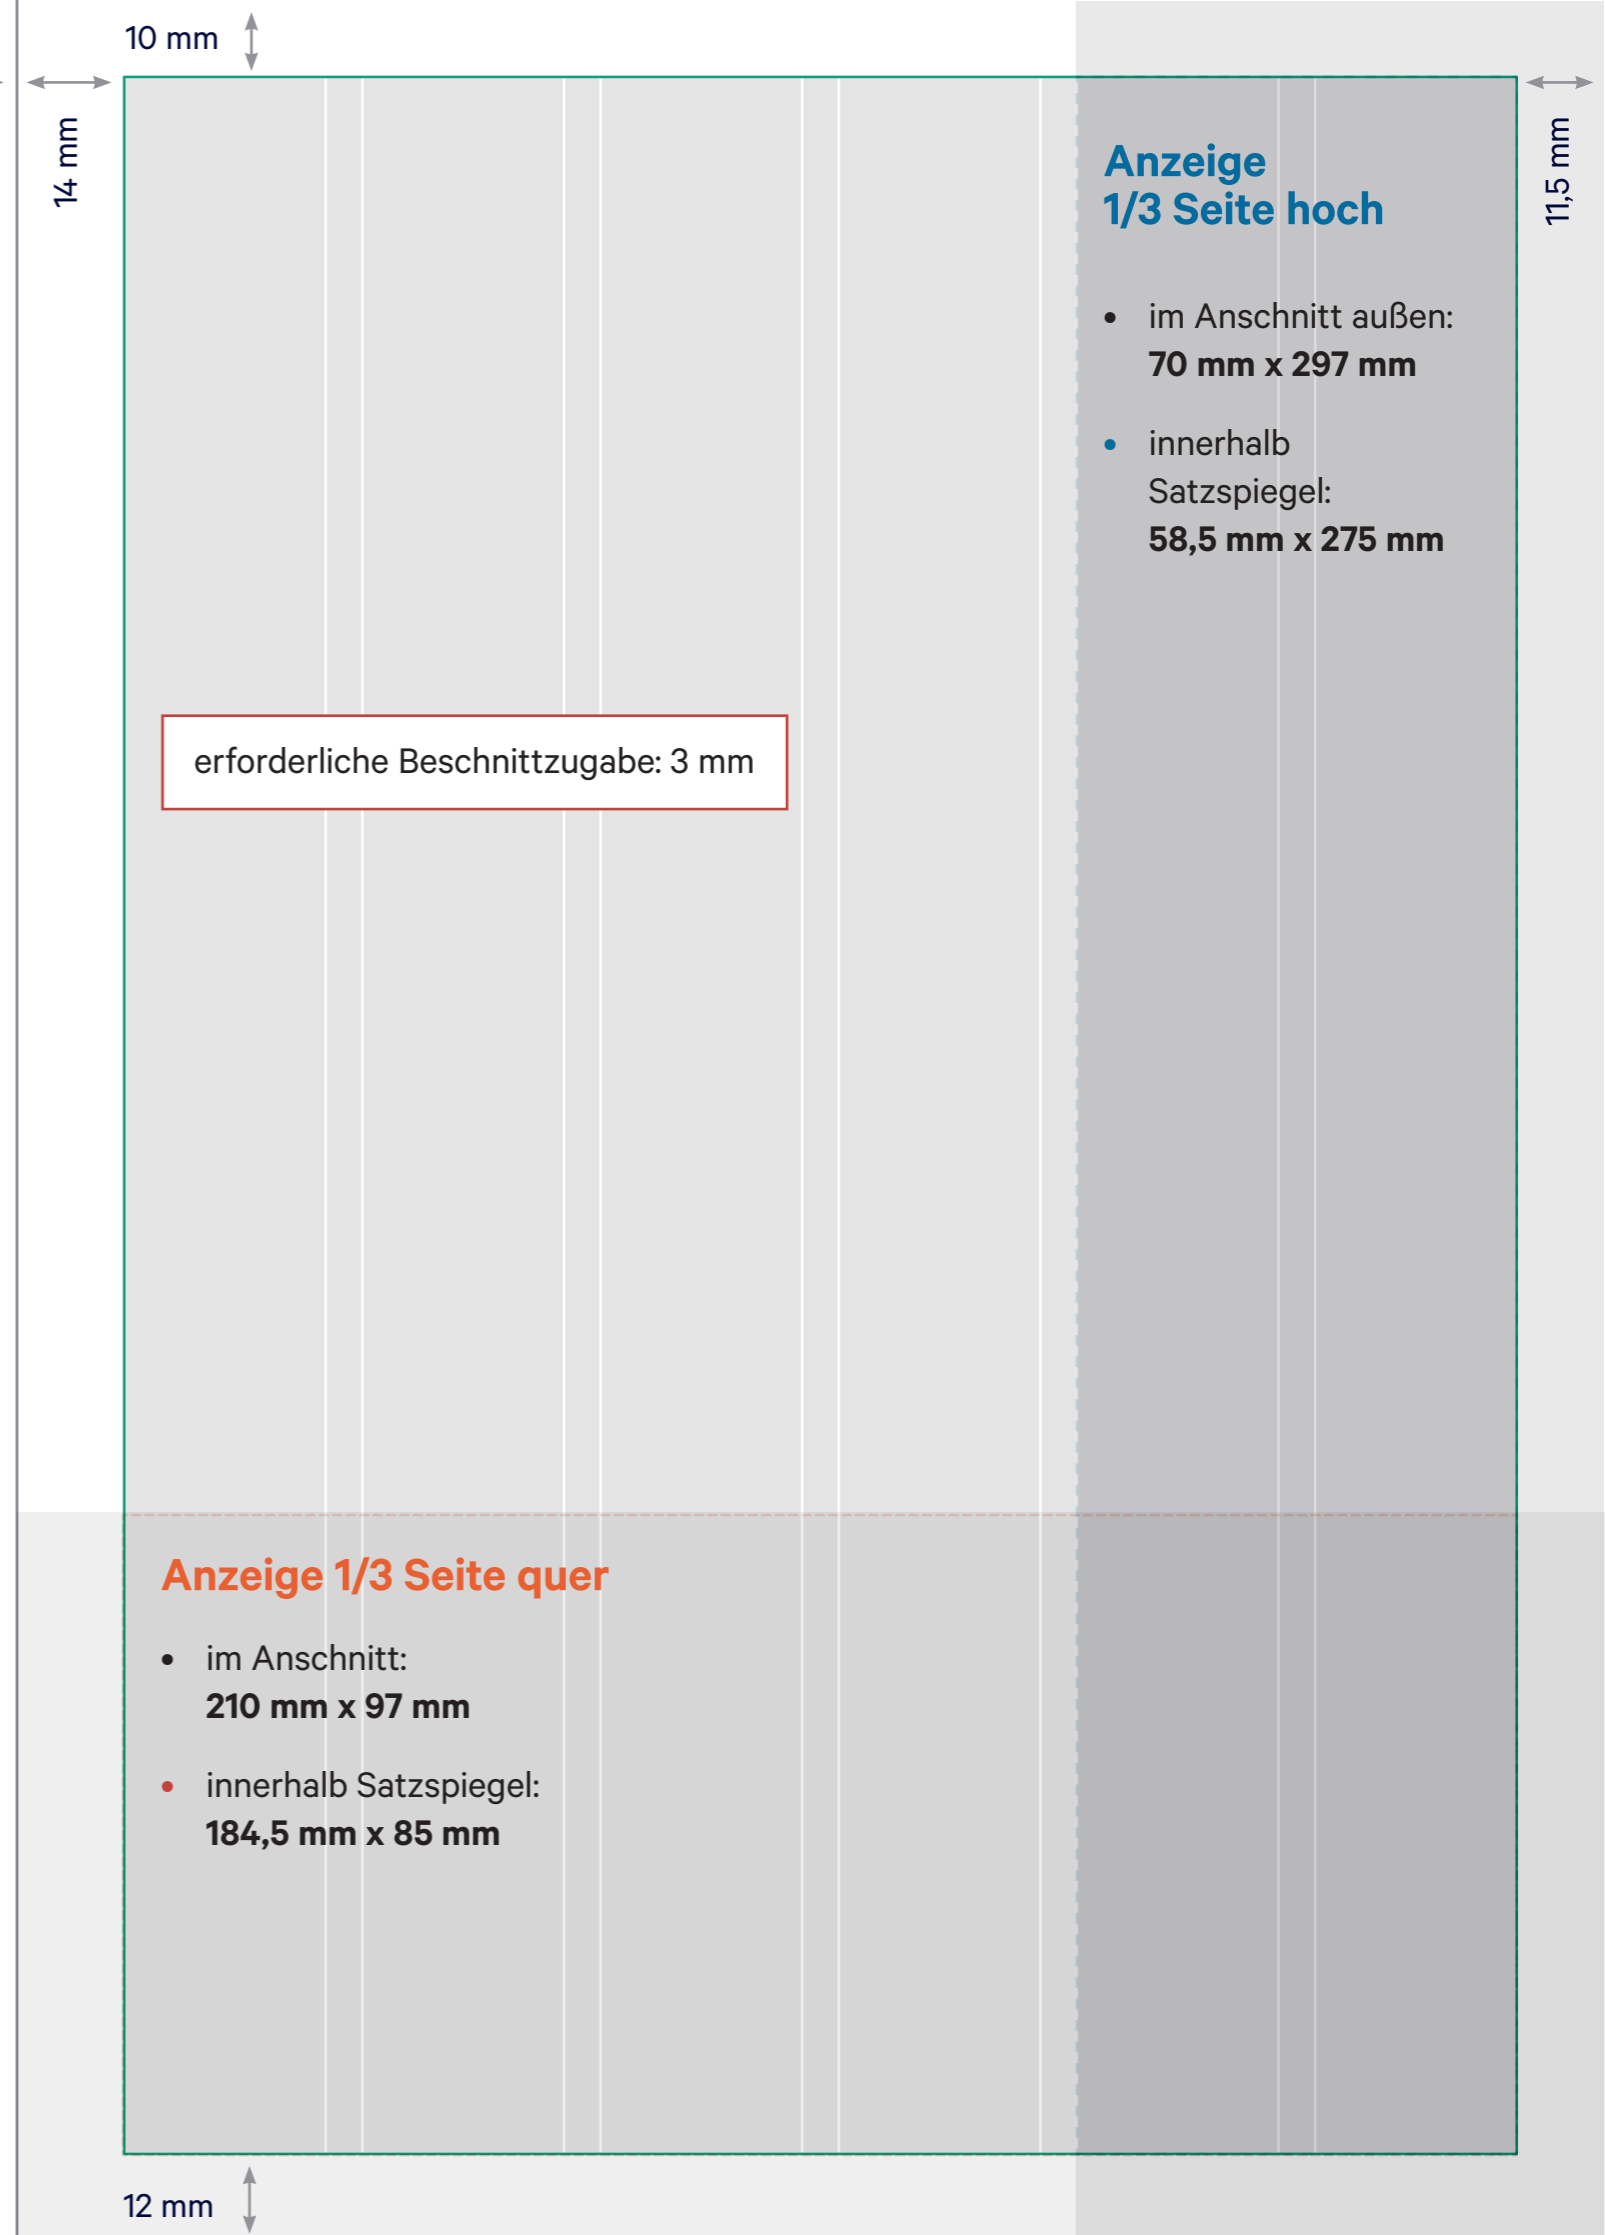 10 mm
14 mm
11,5 mm
Anzeige
1/3 Seite hoch
• im Anschnitt außen:
70 mm x 297 mm
• innerhalb
Satzspiegel:
58,5 mm x 275 mm
erforderliche Beschnittzugabe: 3 mm
Anzeige 1/3 Seite quer
• im Anschnitt:
210 mm x 97 mm
• innerhalb Satzspiegel:
184,5 mm x 85 mm
12 mm